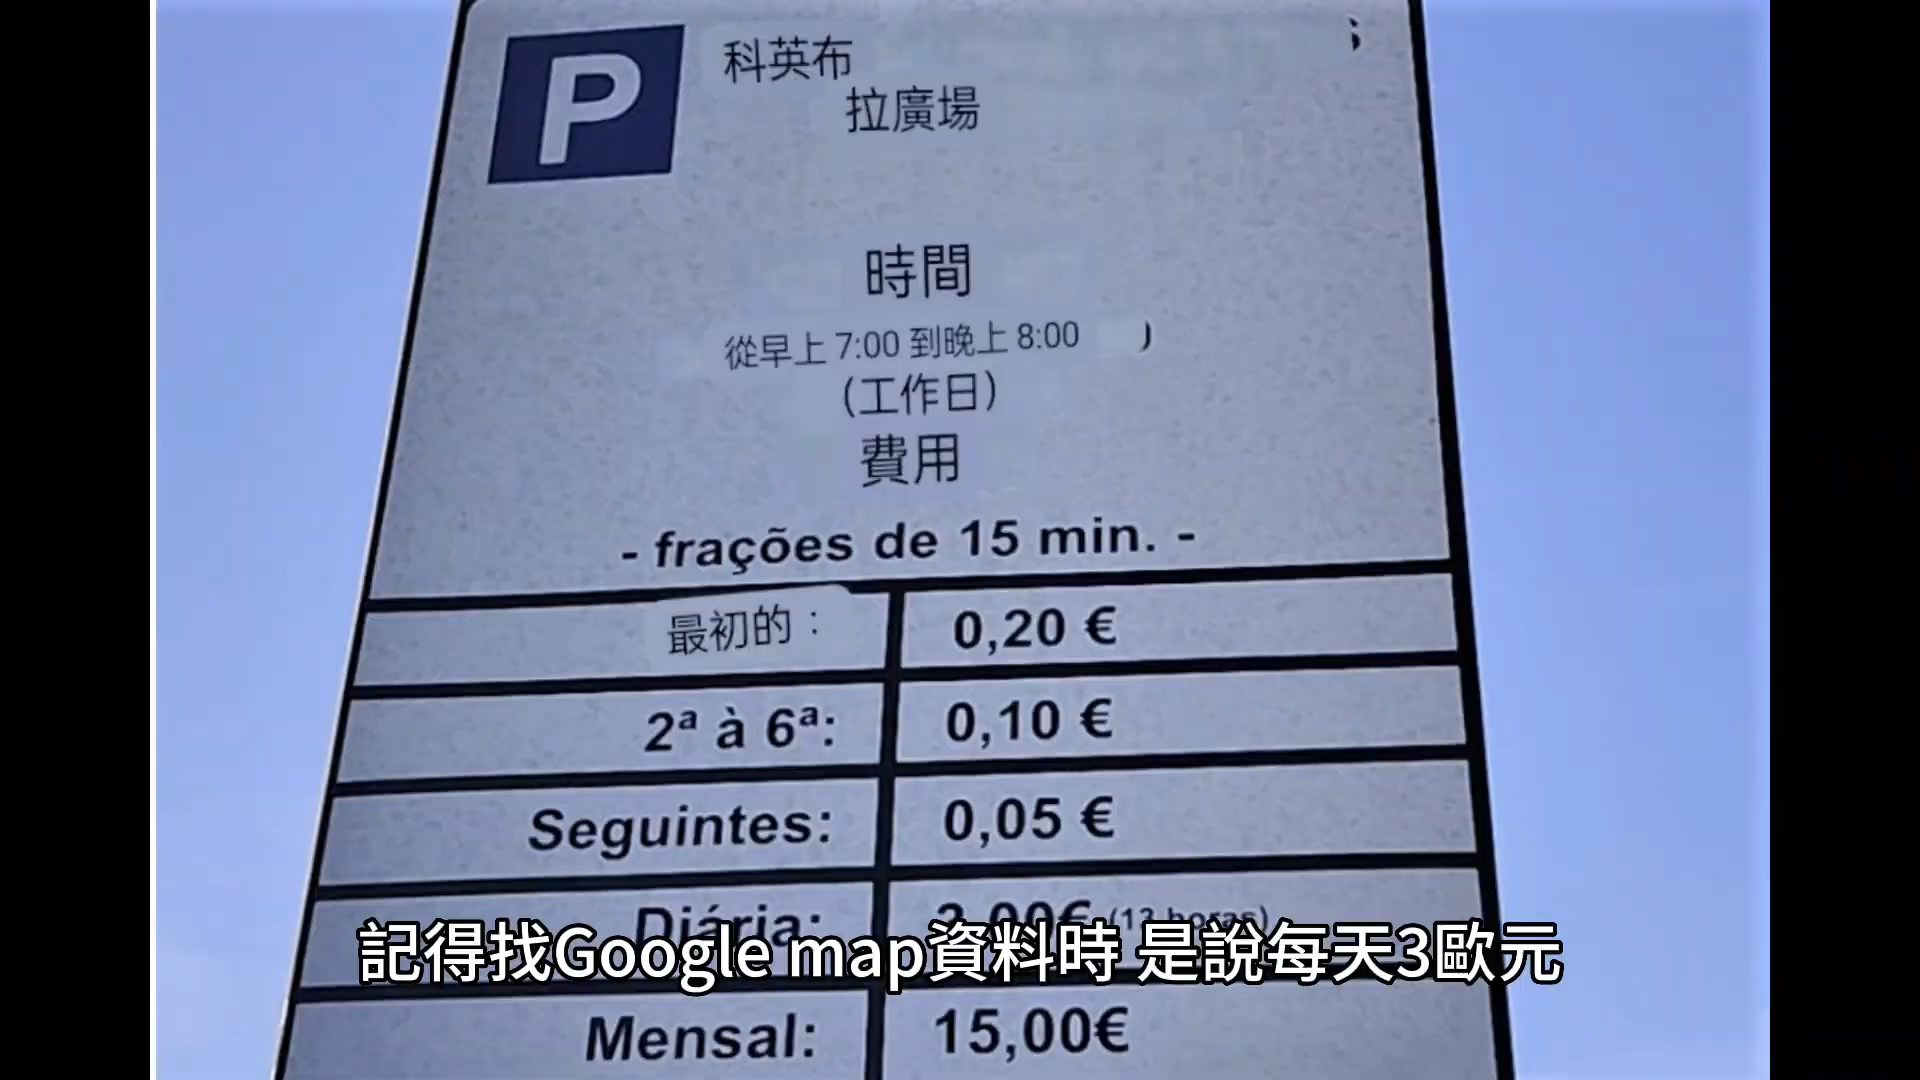 P
科英布
拉廣場
時間
從早上 7:00 到晚上 8:00
(工作日)
費用
- frações de 15 min. -
最初的： 0,20 €
2ª à 6ª: 0,10 €
Seguintes: 0,05 €
Diária: (13 horas)
記得找Google map資料時 是說每天3歐元
Mensal: 15,00€